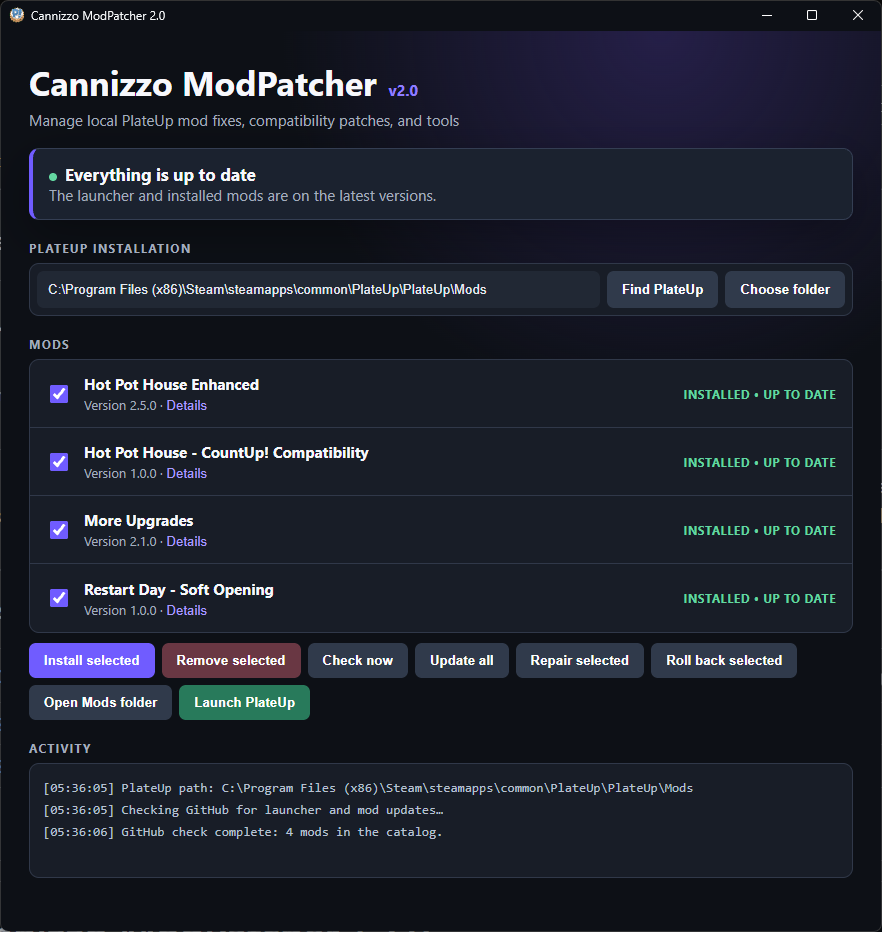 Cannizzo ModPatcher 2.0
Cannizzo ModPatcher v2.0
Manage local PlateUp mod fixes, compatibility patches, and tools
Everything is up to date
The launcher and installed mods are on the latest versions.
PLATEUP INSTALLATION
C:\Program Files (x86)\Steam\steamapps\common\PlateUp\PlateUp\Mods Find PlateUp Choose folder
MODS
Hot Pot House Enhanced
Version 2.5.0 · Details
INSTALLED • UP TO DATE
Hot Pot House - CountUp! Compatibility
Version 1.0.0 · Details
INSTALLED • UP TO DATE
More Upgrades
Version 2.1.0 · Details
INSTALLED • UP TO DATE
Restart Day - Soft Opening
Version 1.0.0 · Details
INSTALLED • UP TO DATE
Install selected Remove selected Check now Update all Repair selected Roll back selected
Open Mods folder Launch PlateUp
ACTIVITY
[05:36:05] PlateUp path: C:\Program Files (x86)\Steam\steamapps\common\PlateUp\PlateUp\Mods
[05:36:05] Checking GitHub for launcher and mod updates…
[05:36:06] GitHub check complete: 4 mods in the catalog.